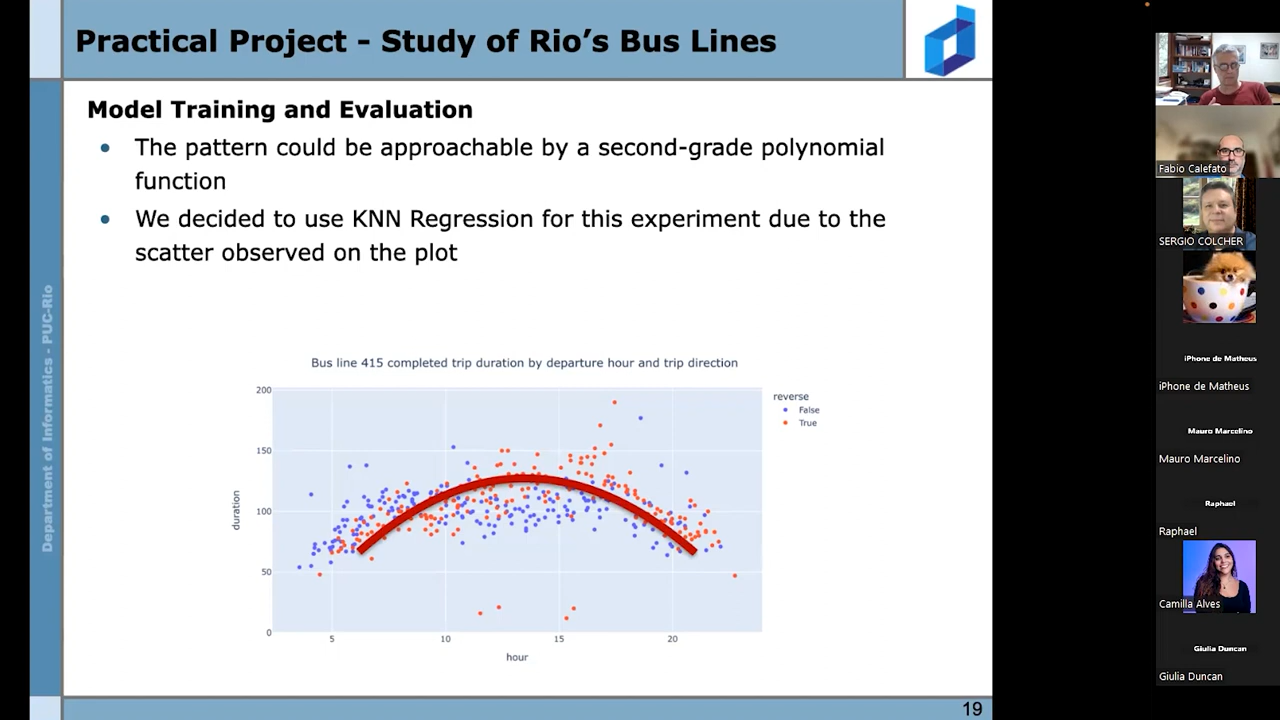 Practical Project - Study of Rio's Bus Lines
Model Training and Evaluation
• The pattern could be approachable by a second-grade polynomial
function
• We decided to use KNN Regression for this experiment due to the
scatter observed on the plot
Department of Informatics - PUC-Rio
Bus line 415 completed trip duration by departure hour and trip direction
200
150
100
50
0
duration
5
10
15
20
hour
reverse
False
True
19
Fabio Calefato
SERGIO COLCHER
iPhone de Matheus
iPhone de Matheus
Mauro Marcelino
Mauro Marcelino
Raphael
Raphael
Camilla Alves
Giulia Duncan
Giulia Duncan